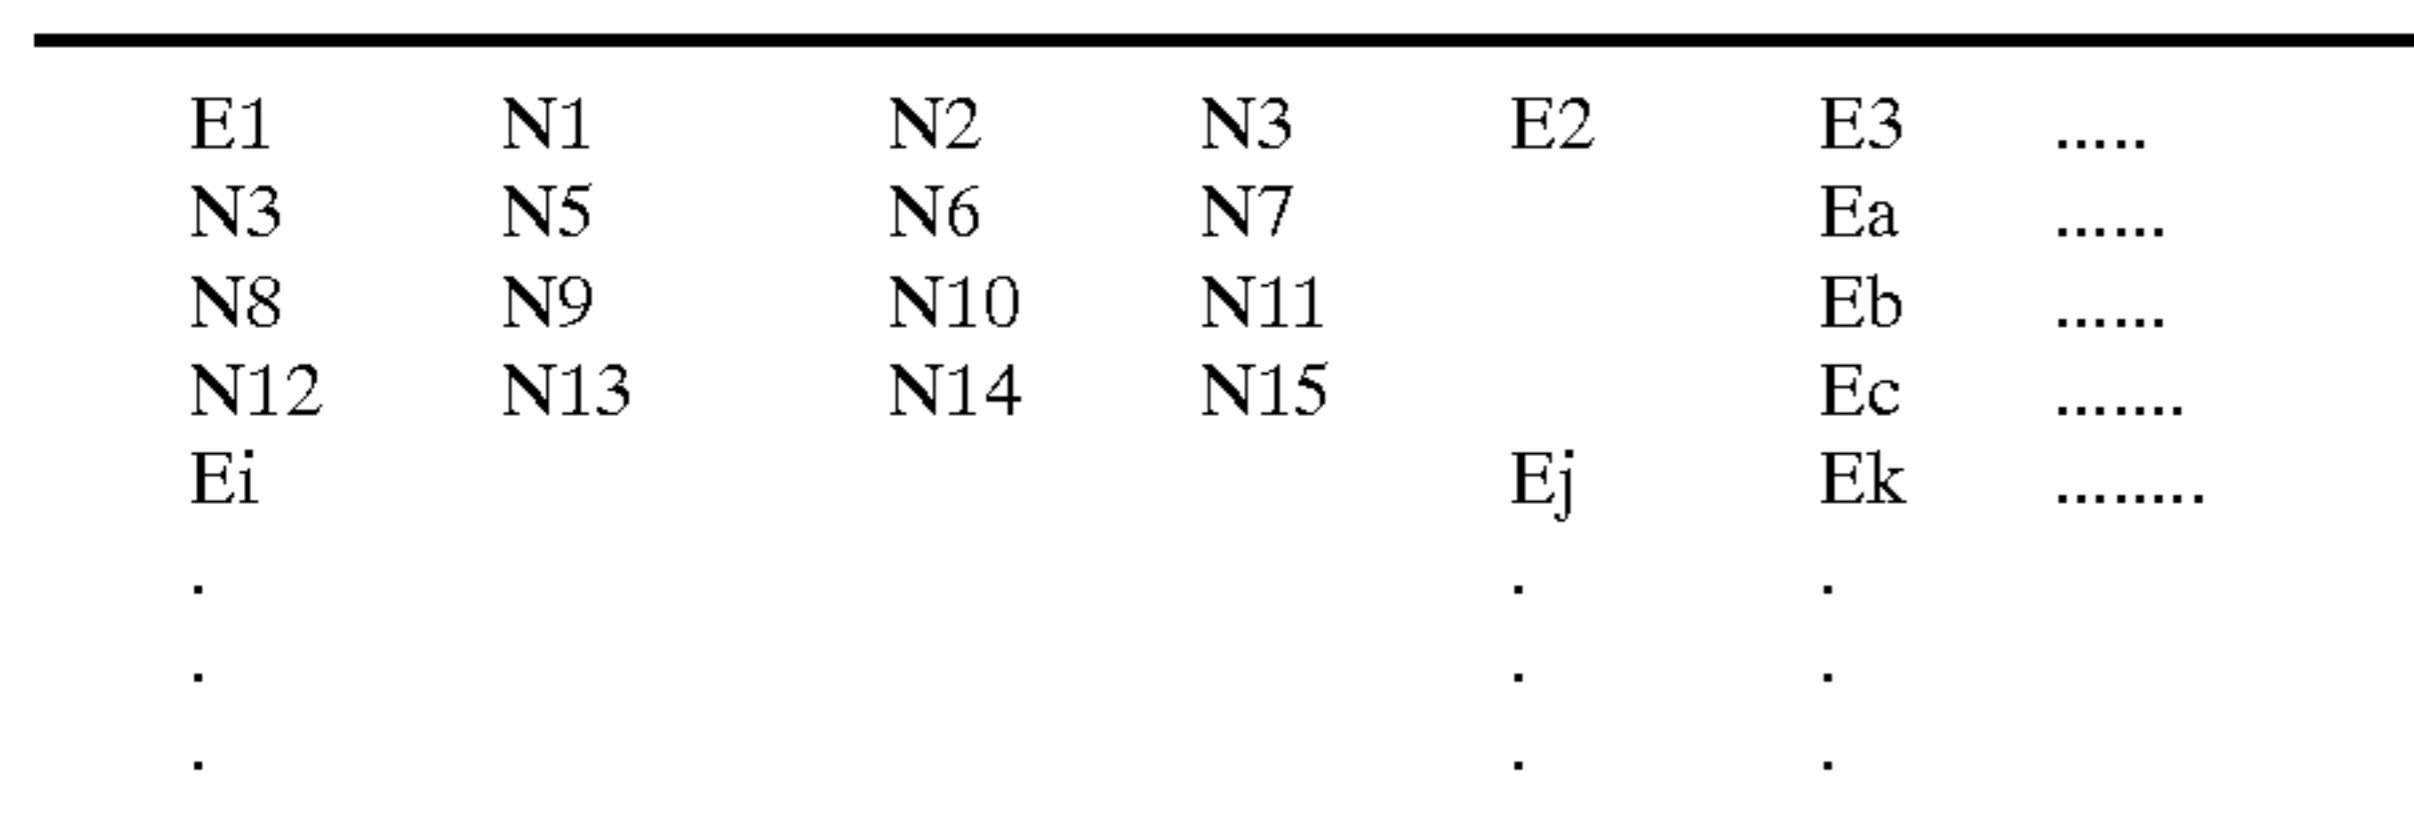 E1 N1 N2 N3 E2 E3 .....
N3 N5 N6 N7 Ea ......
N8 N9 N10 N11 Eb ......
N12 N13 N14 N15 Ec .......
Ei Ej Ek ........
. . .
. . .
. . .